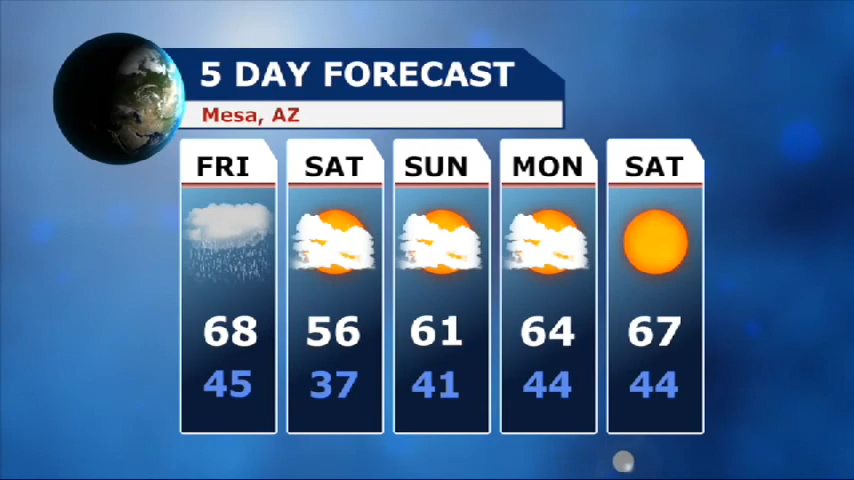 5 DAY FORECAST
Mesa, AZ
FRI SAT SUN MON SAT
68 56 61 64 67
45 37 41 44 44